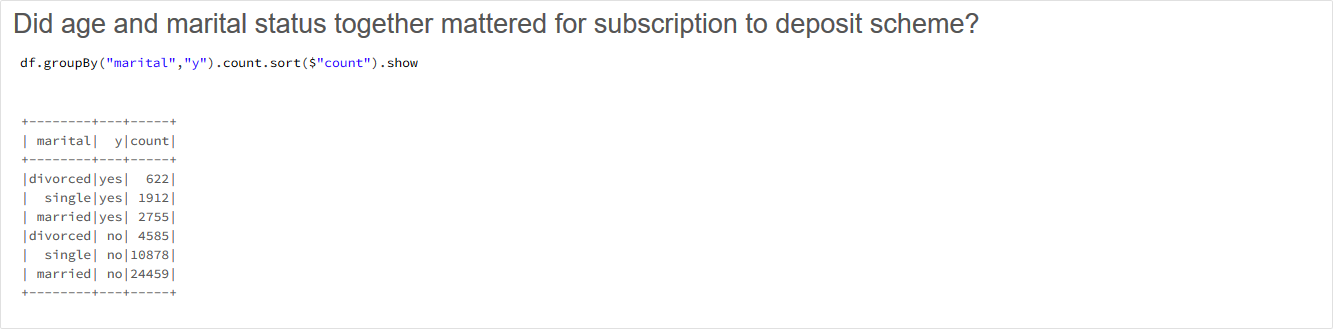 Did age and marital status together mattered for subscription to deposit scheme?
df.groupBy("marital","y").count.sort($"count").show
+--------+---+-----+
| marital|  y|count|
+--------+---+-----+
|divorced|yes|  622|
|  single|yes| 1912|
| married|yes| 2755|
|divorced| no| 4585|
|  single| no|10878|
| married| no|24459|
+--------+---+-----+